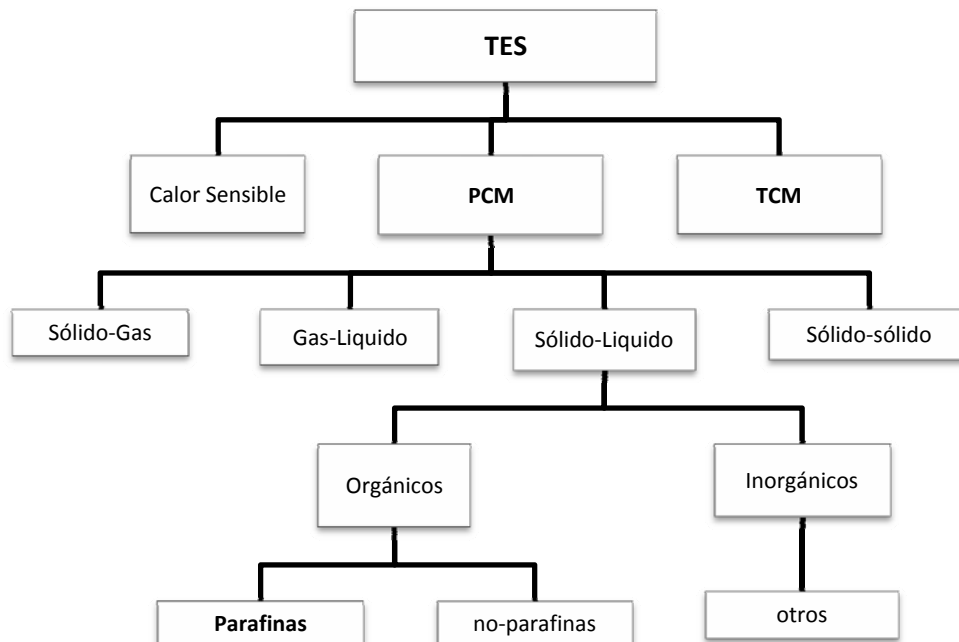 TES
Calor Sensible
PCM
TCM
Sólido-Gas
Gas-Liquido
Sólido-Liquido
Sólido-sólido
Orgánicos
Inorgánicos
Parafinas
no-parafinas
otros